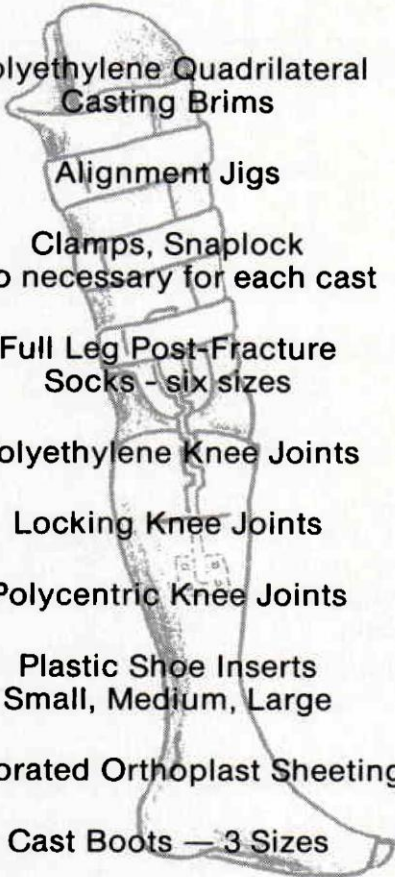 olyethylene Quadrilateral
Casting Brims
Alignment Jigs
Clamps, Snaplock
o necessary for each cast
Full Leg Post-Fracture
Socks - six sizes
olyethylene Knee Joints
Locking Knee Joints
Polycentric Knee Joints
Plastic Shoe Inserts
Small, Medium, Large
orated Orthoplast Sheeting
Cast Boots — 3 Sizes